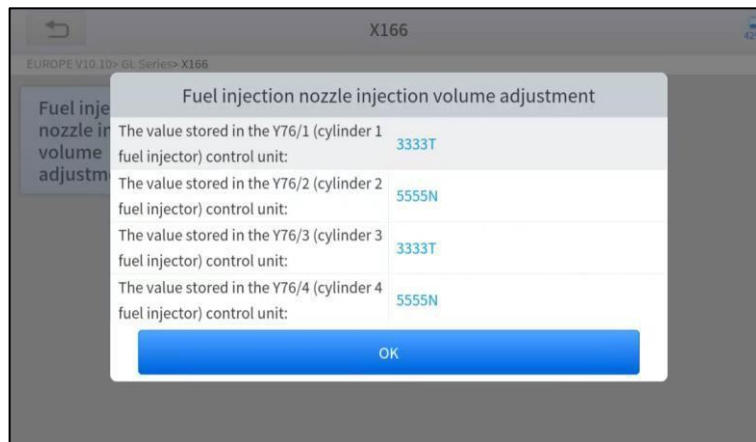 X166
EUROPE V10.10> GL Series> X166
Fuel inje
nozzle in
volume
adjustm
Fuel injection nozzle injection volume adjustment
The value stored in the Y76/1 (cylinder 1
fuel injector) control unit:
3333T
The value stored in the Y76/2 (cylinder 2
fuel injector) control unit:
5555N
The value stored in the Y76/3 (cylinder 3
fuel injector) control unit:
3333T
The value stored in the Y76/4 (cylinder 4
fuel injector) control unit:
5555N
OK